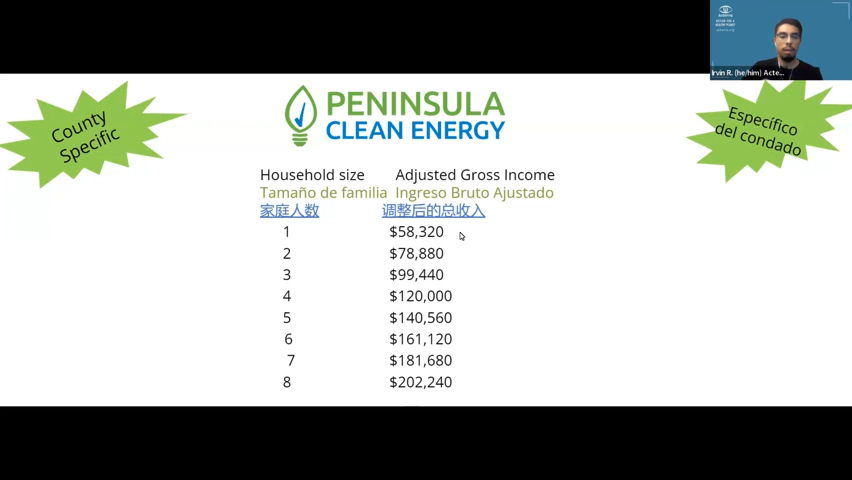 Irvin R. (he/him) Acte...
County
Specific
PENINSULA
CLEAN ENERGY
Específico
del condado
Household size Adjusted Gross Income
Tamaño de familia Ingreso Bruto Ajustado
家庭人数 调整后的总收入
1 $58,320
2 $78,880
3 $99,440
4 $120,000
5 $140,560
6 $161,120
7 $181,680
8 $202,240